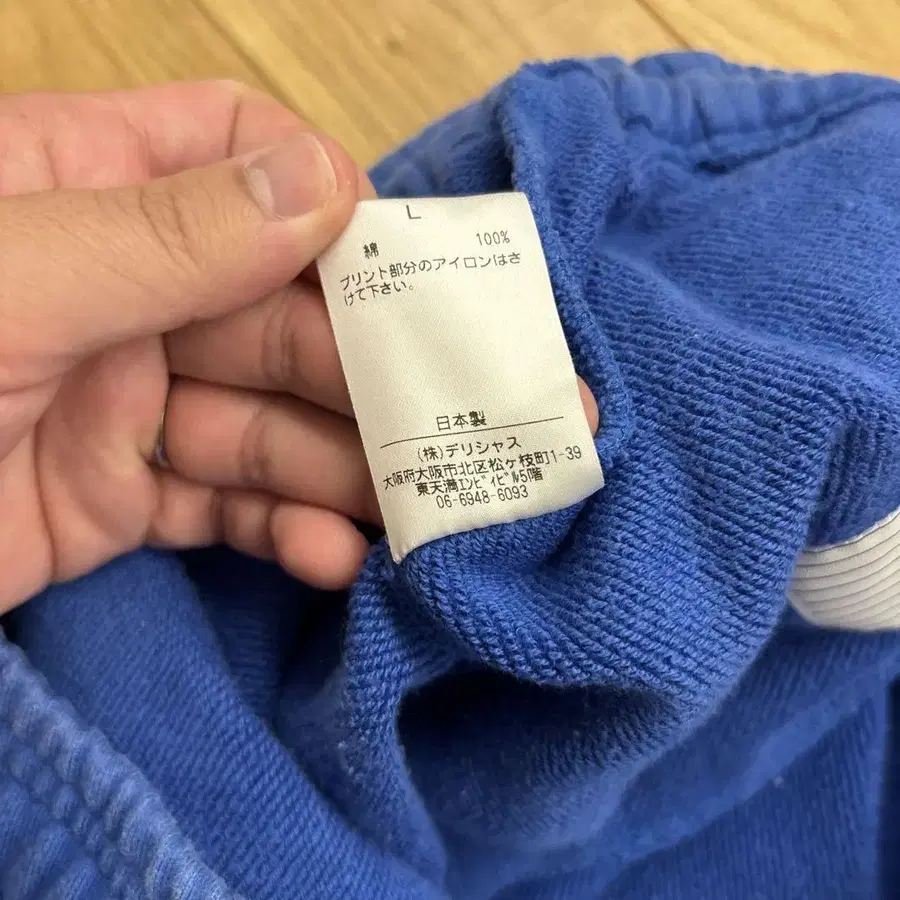 L
綿 100%
プリント部分のアイロンはさ
けて下さい。
日本製
(株)デリシャス
大阪府大阪市北区松ヶ枝町1-39
東天満エンビィビル5階
06-6948-6093